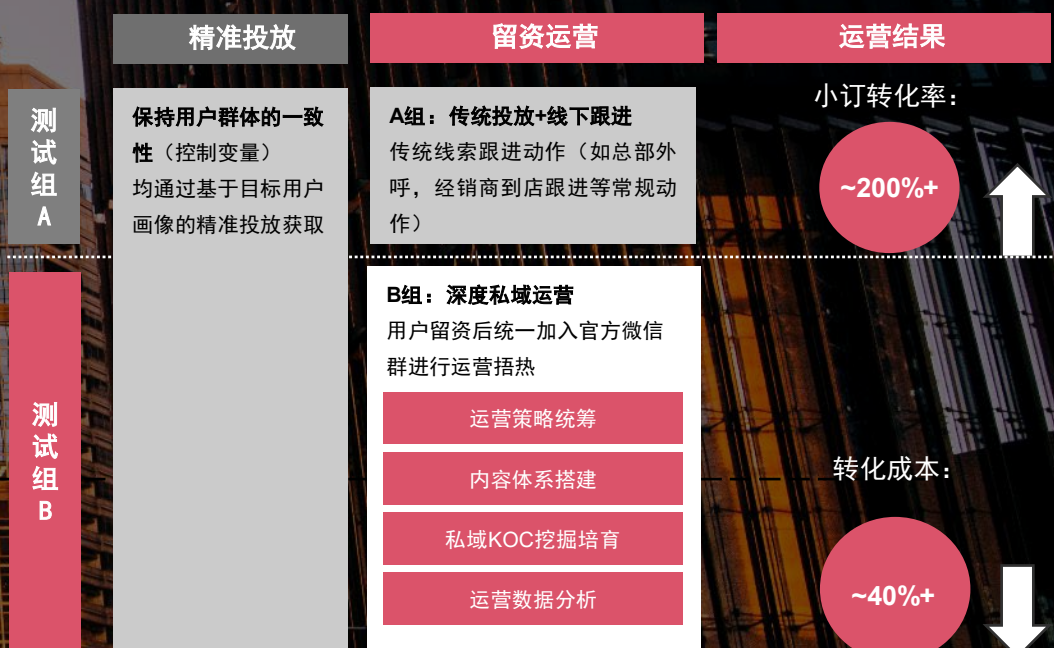 精准投放
留资运营
运营结果
测试组A
保持用户群体的一致
性（控制变量）
均通过基于目标用户
画像的精准投放获取
A组：传统投放+线下跟进
传统线索跟进动作（如总部外
呼，经销商到店跟进等常规动
作）
小订转化率：
~200%+
测试组B
B组：深度私域运营
用户留资后统一加入官方微信
群进行运营捂热
运营策略统筹
内容体系搭建
私域KOC挖掘培育
运营数据分析
转化成本：
~40%+